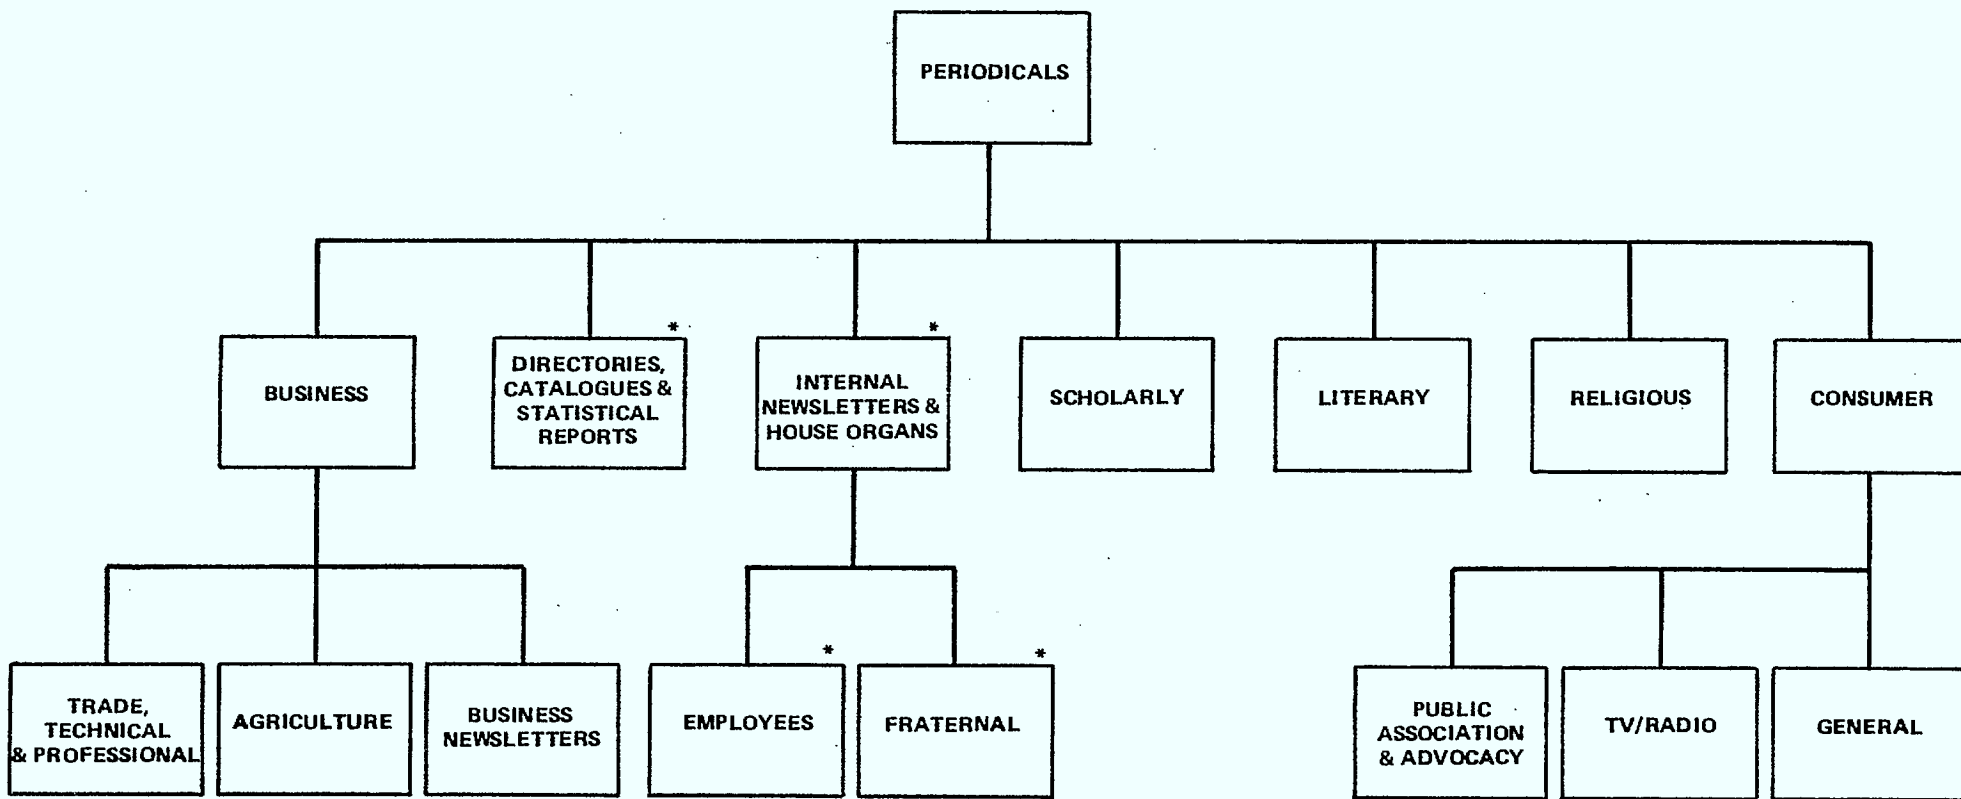 PERIODICALS
*
*
BUSINESS
DIRECTORIES,
CATALOGUES &
STATISTICAL
REPORTS
INTERNAL
NEWSLETTERS &
HOUSE ORGANS
SCHOLARLY
LITERARY
RELIGIOUS
CONSUMER
*
*
TRADE,
TECHNICAL
& PROFESSIONAL
AGRICULTURE
BUSINESS
NEWSLETTERS
EMPLOYEES
FRATERNAL
PUBLIC
ASSOCIATION
& ADVOCACY
TV/RADIO
GENERAL